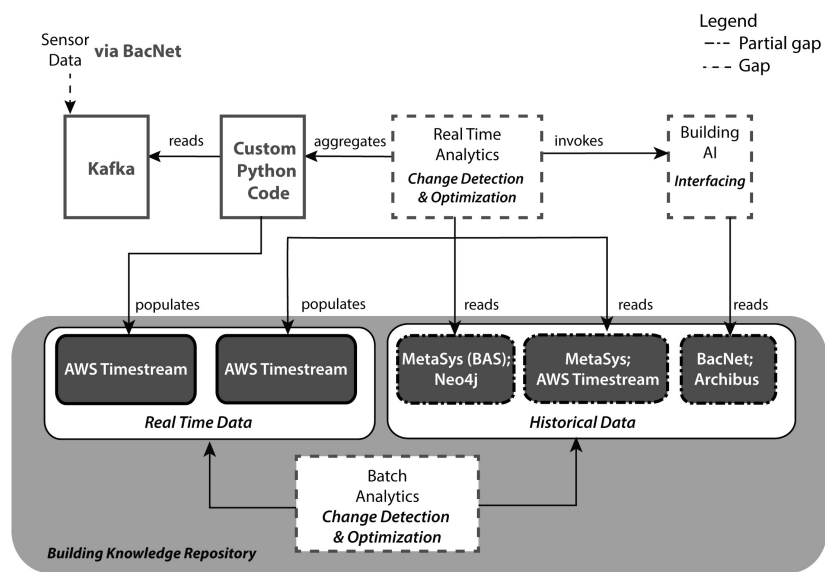 Legend
Partial gap
Gap
Sensor
Data
via BacNet
Kafka
reads
Custom
Python
Code
aggregates
Real Time
Analytics
Change Detection
& Optimization
invokes
Building
AI
Interfacing
populates
populates
reads
reads
reads
AWS Timestream
AWS Timestream
MetaSys (BAS);
Neo4j
MetaSys;
AWS Timestream
BacNet;
Archibus
Real Time Data
Historical Data
Batch
Analytics
Change Detection
& Optimization
Building Knowledge Repository